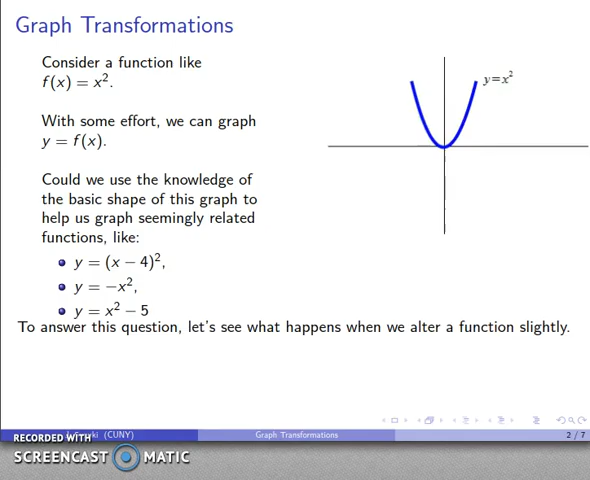 Graph Transformations
Consider a function like
f(x) = x².
With some effort, we can graph
y = f(x).
Could we use the knowledge of
the basic shape of this graph to
help us graph seemingly related
functions, like:
y = (x − 4)²,
y = −x²,
y = x² − 5
To answer this question, let's see what happens when we alter a function slightly.
y=x²
(CUNY)
Graph Transformations
2 / 7
RECORDED WITH
SCREENCAST MATIC